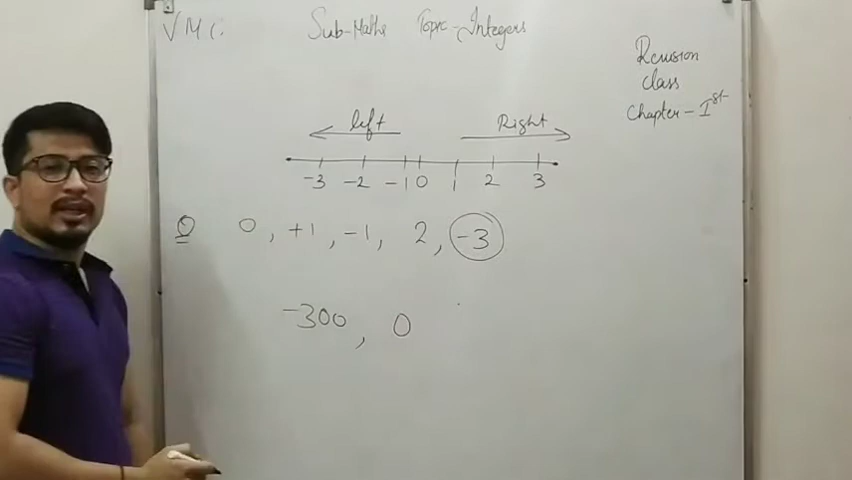 VMC Sub-Maths Topic-Integers
Revision
class
Chapter-Ist
left Right
-3 -2 -1 0 1 2 3
Q 0, +1, -1, 2, -3
-300, 0